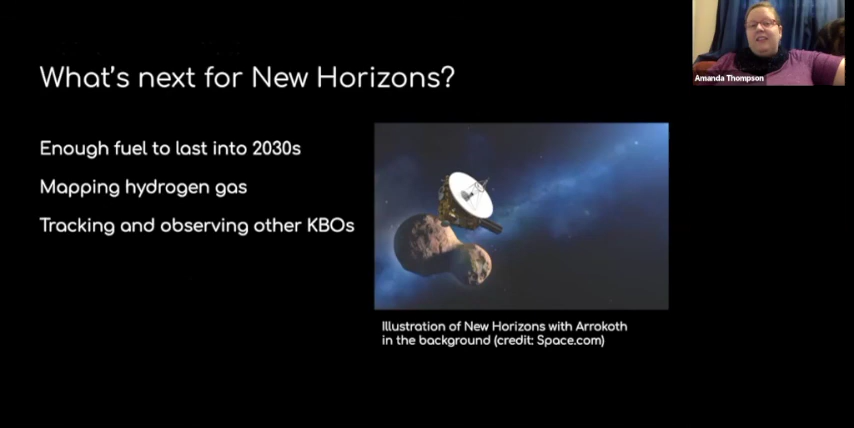 What's next for New Horizons?
Enough fuel to last into 2030s
Mapping hydrogen gas
Tracking and observing other KBOs
Illustration of New Horizons with Arrokoth
in the background (credit: Space.com)
Amanda Thompson